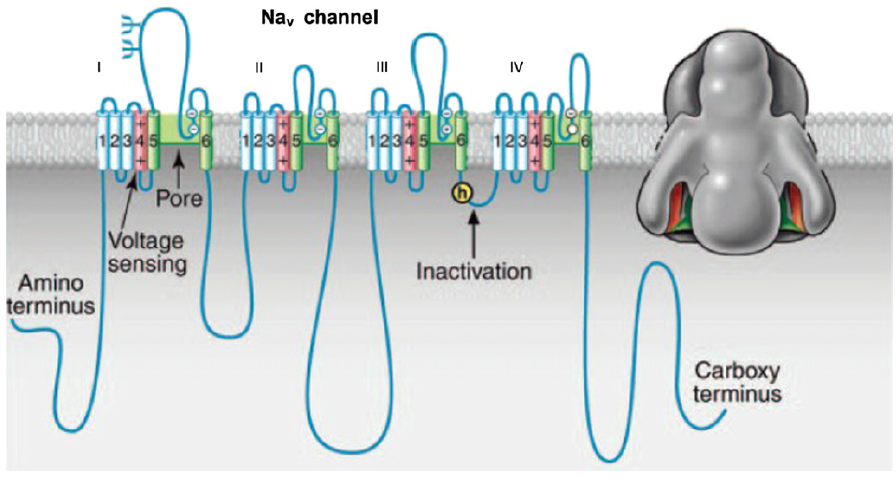 Nav channel
I
II
III
IV
1 2 3 4 5 6
1 2 3 4 5 6
1 2 3 4 5 6
1 2 3 4 5 6
+ +
+ +
+ +
+ +
− −
− −
− −
−
h
Pore
Voltage
sensing
Inactivation
Amino
terminus
Carboxy
terminus